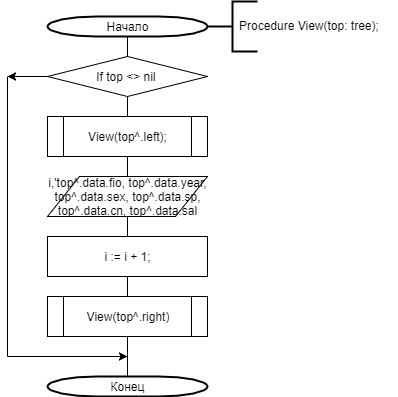 Начало
Procedure View(top: tree);
If top <> nil
View(top^.left);
i,'top^.data.fio, top^.data.year,
top^.data.sex, top^.data.sp,
top^.data.cn, top^.data.sal
i := i + 1;
View(top^.right)
Конец